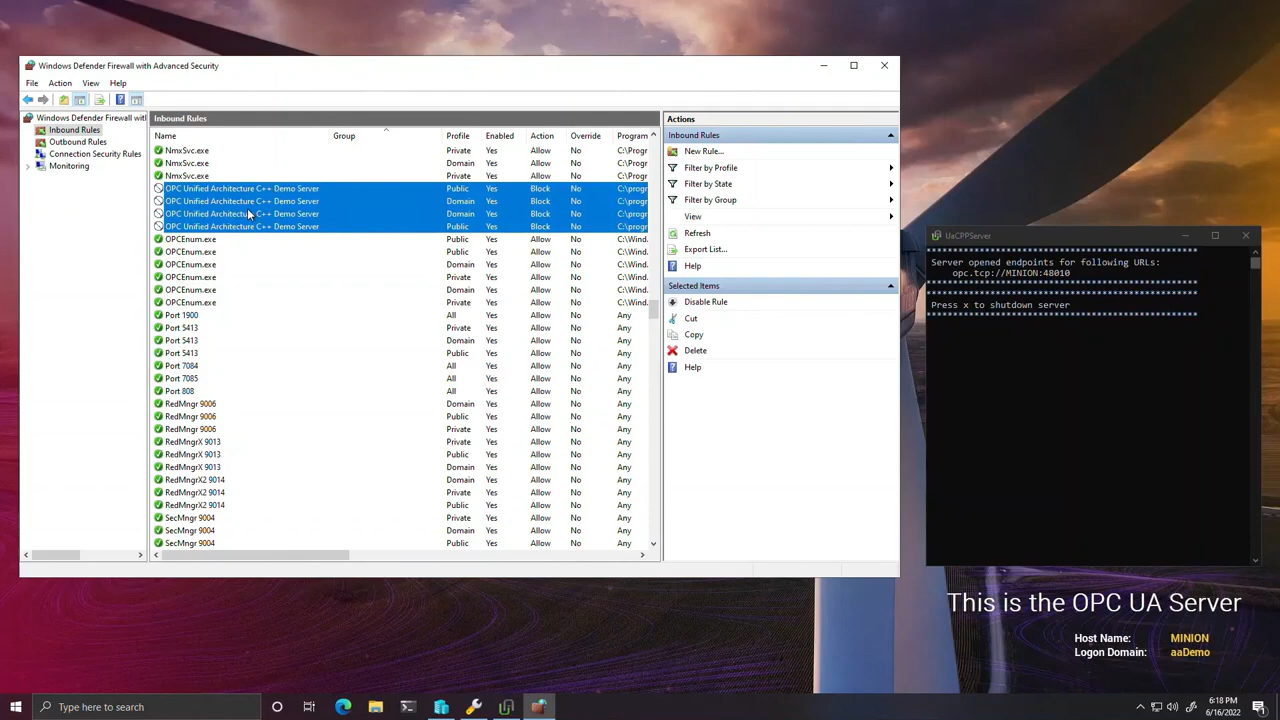 Windows Defender Firewall with Advanced Security
File Action View Help
Windows Defender Firewall with
Inbound Rules
Outbound Rules
Connection Security Rules
Monitoring
Inbound Rules
Name Group Profile Enabled Action Override Program
NmxSvc.exe Private Yes Allow No C:\Progr
NmxSvc.exe Domain Yes Allow No C:\Progr
NmxSvc.exe Public Yes Allow No C:\Progr
OPC Unified Architecture C++ Demo Server Public Yes Block No C:\progr
OPC Unified Architecture C++ Demo Server Domain Yes Block No C:\progr
OPC Unified Architecture C++ Demo Server Domain Yes Block No C:\progr
OPC Unified Architecture C++ Demo Server Public Yes Block No C:\progr
OPCEnum.exe Public Yes Allow No C:\Wind.
OPCEnum.exe Public Yes Allow No C:\Wind.
OPCEnum.exe Domain Yes Allow No C:\Wind.
OPCEnum.exe Private Yes Allow No C:\Wind.
OPCEnum.exe Domain Yes Allow No C:\Wind.
OPCEnum.exe Private Yes Allow No C:\Wind.
Port 1900 All Yes Allow No Any
Port 5413 Private Yes Allow No Any
Port 5413 Domain Yes Allow No Any
Port 5413 Public Yes Allow No Any
Port 7084 All Yes Allow No Any
Port 7085 All Yes Allow No Any
Port 808 All Yes Allow No Any
RedMngr 9006 Domain Yes Allow No Any
RedMngr 9006 Public Yes Allow No Any
RedMngr 9006 Private Yes Allow No Any
RedMngrX 9013 Private Yes Allow No Any
RedMngrX 9013 Public Yes Allow No Any
RedMngrX 9013 Domain Yes Allow No Any
RedMngrX2 9014 Domain Yes Allow No Any
RedMngrX2 9014 Private Yes Allow No Any
RedMngrX2 9014 Public Yes Allow No Any
SecMngr 9004 Private Yes Allow No Any
SecMngr 9004 Domain Yes Allow No Any
SecMngr 9004 Public Yes Allow No Any
Actions
Inbound Rules
New Rule...
Filter by Profile
Filter by State
Filter by Group
View
Refresh
Export List...
Help
Selected Items
Disable Rule
Cut
Copy
Delete
Help
UaCPPServer
**************************************************
Server opened endpoints for following URLs:
opc.tcp://MINION:48010
**************************************************
**************************************************
Press x to shutdown server
**************************************************
This is the OPC UA Server
Host Name: MINION
Logon Domain: aaDemo
Type here to search
6:18 PM
6/16/2022
1